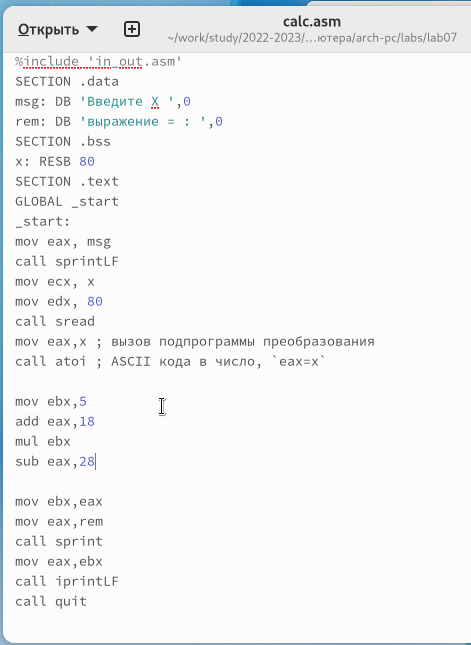 Открыть
calc.asm
~/work/study/2022-2023/…ютера/arch-pc/labs/lab07
%include 'in_out.asm'
SECTION .data
msg: DB 'Введите X ',0
rem: DB 'выражение = : ',0
SECTION .bss
x: RESB 80
SECTION .text
GLOBAL _start
_start:
mov eax, msg
call sprintLF
mov ecx, x
mov edx, 80
call sread
mov eax,x ; вызов подпрограммы преобразования
call atoi ; ASCII кода в число, `eax=x`
mov ebx,5
add eax,18
mul ebx
sub eax,28
mov ebx,eax
mov eax,rem
call sprint
mov eax,ebx
call iprintLF
call quit